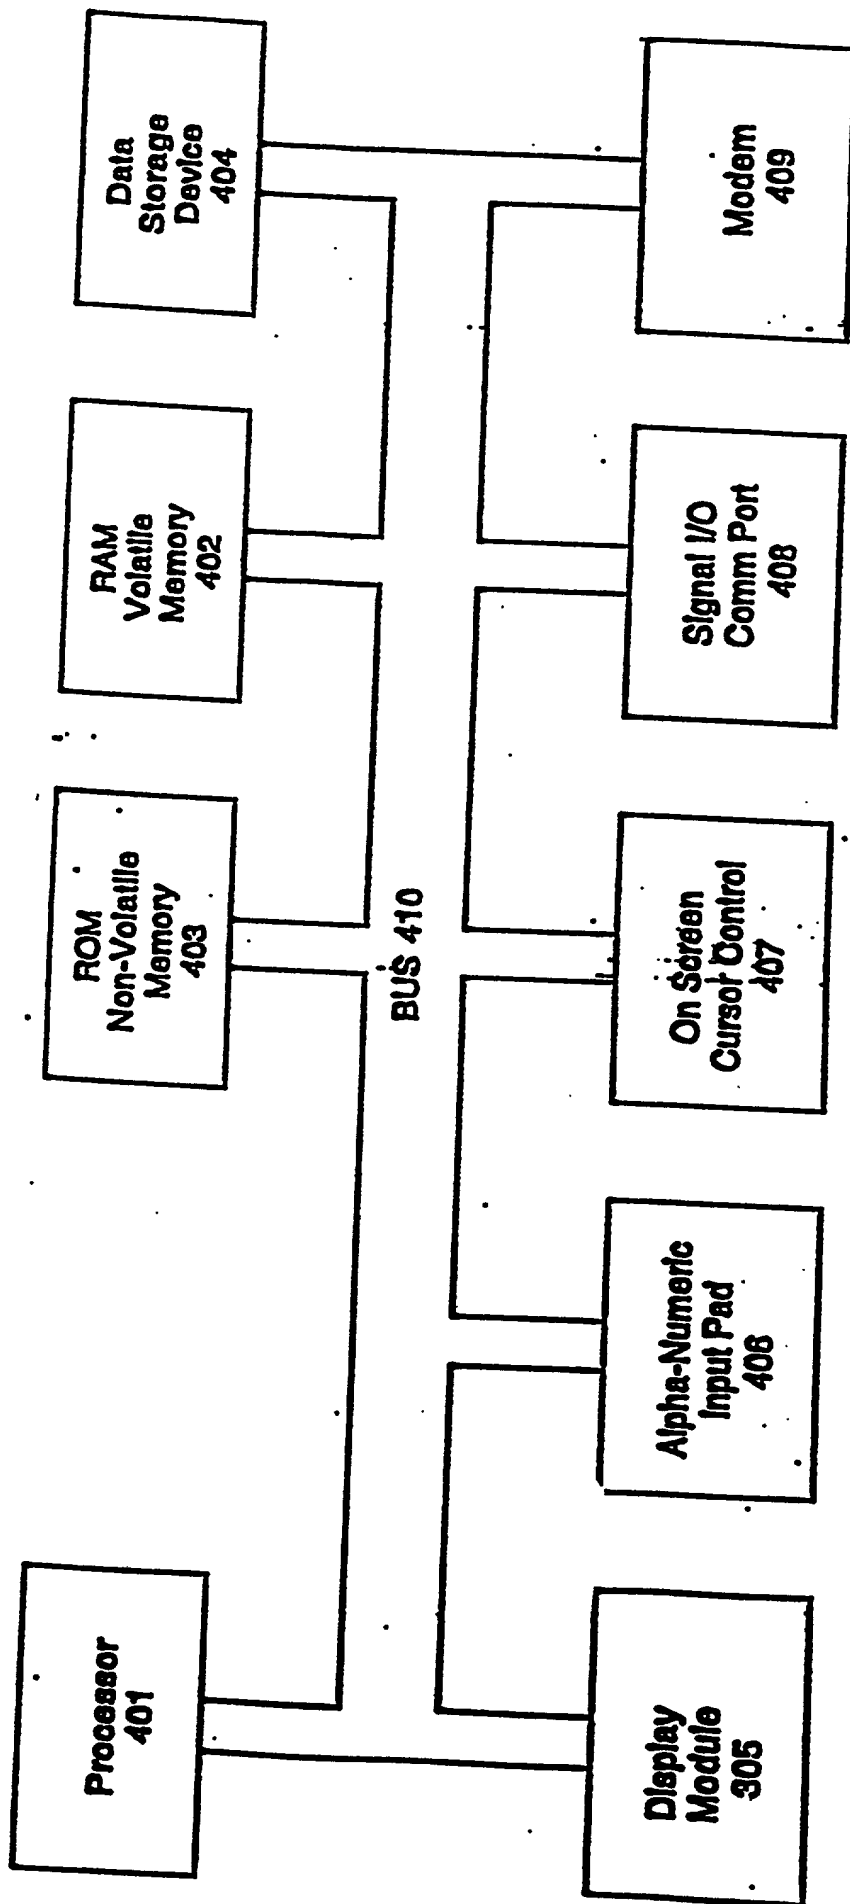 Processor
401
ROM
Non-Volatile
Memory
403
RAM
Volatile
Memory
402
Data
Storage
Device
404
BUS 410
Display
Module
305
Alpha-Numeric
Input Pad
406
On Screen
Cursor Control
407
Signal I/O
Comm Port
408
Modem
409